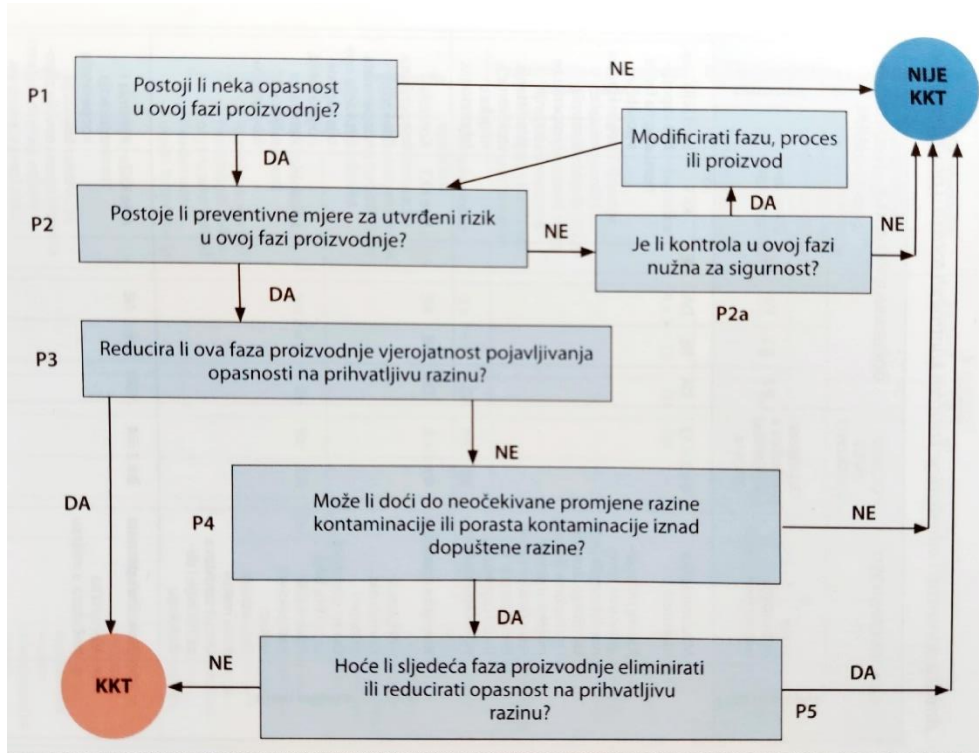 P1
Postoji li neka opasnost
u ovoj fazi proizvodnje?
NE
NIJE
KKT
DA
Modificirati fazu, proces
ili proizvod
P2
Postoje li preventivne mjere za utvrđeni rizik
u ovoj fazi proizvodnje?
NE
DA
Je li kontrola u ovoj fazi
nužna za sigurnost?
NE
P2a
DA
P3
Reducira li ova faza proizvodnje vjerojatnost pojavljivanja
opasnosti na prihvatljivu razinu?
DA
NE
P4
Može li doći do neočekivane promjene razine
kontaminacije ili porasta kontaminacije iznad
dopuštene razine?
NE
DA
KKT
NE
Hoće li sljedeća faza proizvodnje eliminirati
ili reducirati opasnost na prihvatljivu
razinu?
DA
P5